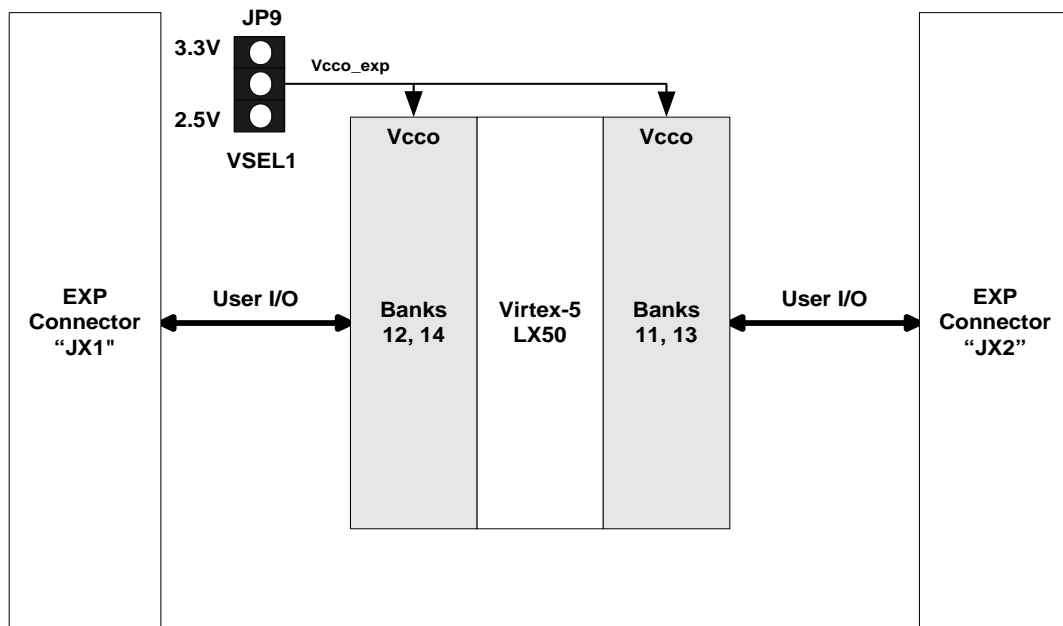 JP9
3.3V
Vcco_exp
2.5V
VSEL1
Vcco
Vcco
EXP
Connector
“JX1"
User I/O
Banks
12, 14
Virtex-5
LX50
Banks
11, 13
User I/O
EXP
Connector
“JX2”